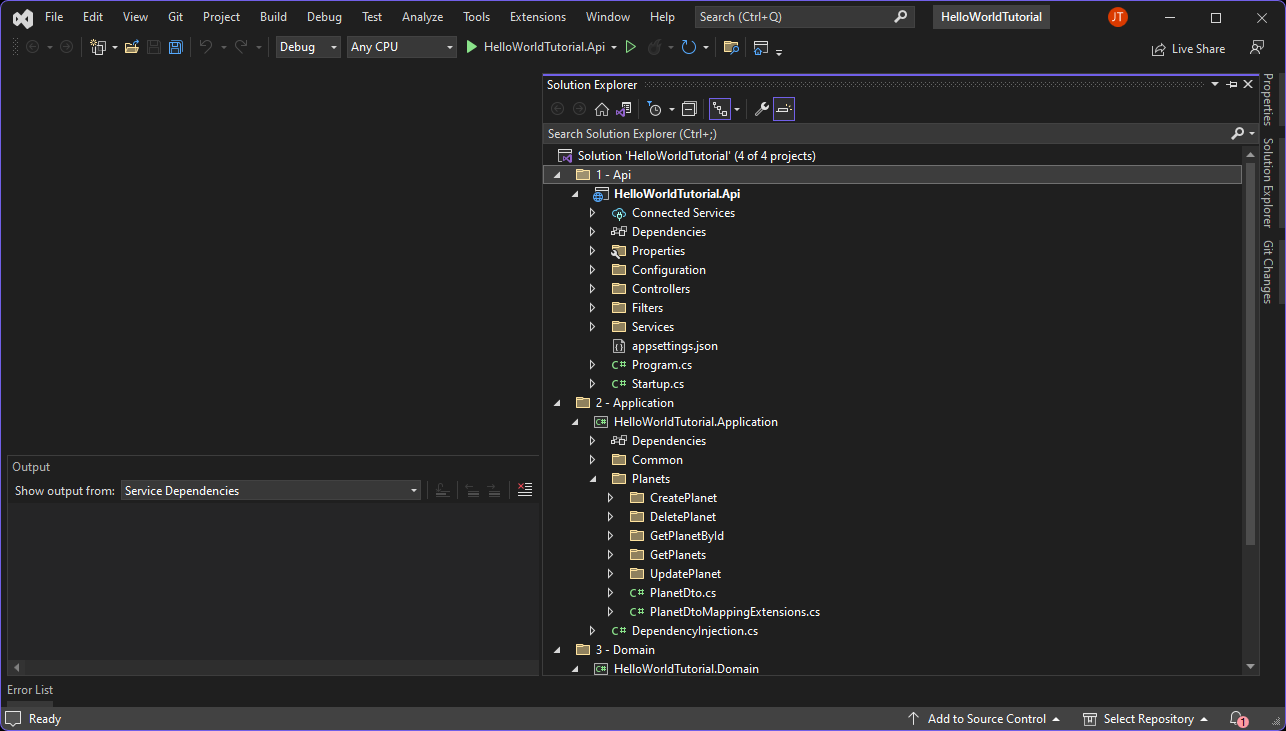 File Edit View Git Project Build Debug Test Analyze Tools Extensions Window Help Search (Ctrl+Q) HelloWorldTutorial JT
Debug Any CPU HelloWorldTutorial.Api Live Share
Solution Explorer
Search Solution Explorer (Ctrl+;)
Solution 'HelloWorldTutorial' (4 of 4 projects)
1 - Api
HelloWorldTutorial.Api
Connected Services
Dependencies
Properties
Configuration
Controllers
Filters
Services
appsettings.json
C# Program.cs
C# Startup.cs
2 - Application
C# HelloWorldTutorial.Application
Dependencies
Common
Planets
CreatePlanet
DeletePlanet
GetPlanetById
GetPlanets
UpdatePlanet
C# PlanetDto.cs
C# PlanetDtoMappingExtensions.cs
C# DependencyInjection.cs
3 - Domain
C# HelloWorldTutorial.Domain
Properties
Solution Explorer
Git Changes
Output
Show output from: Service Dependencies
Error List
Ready Add to Source Control Select Repository 1